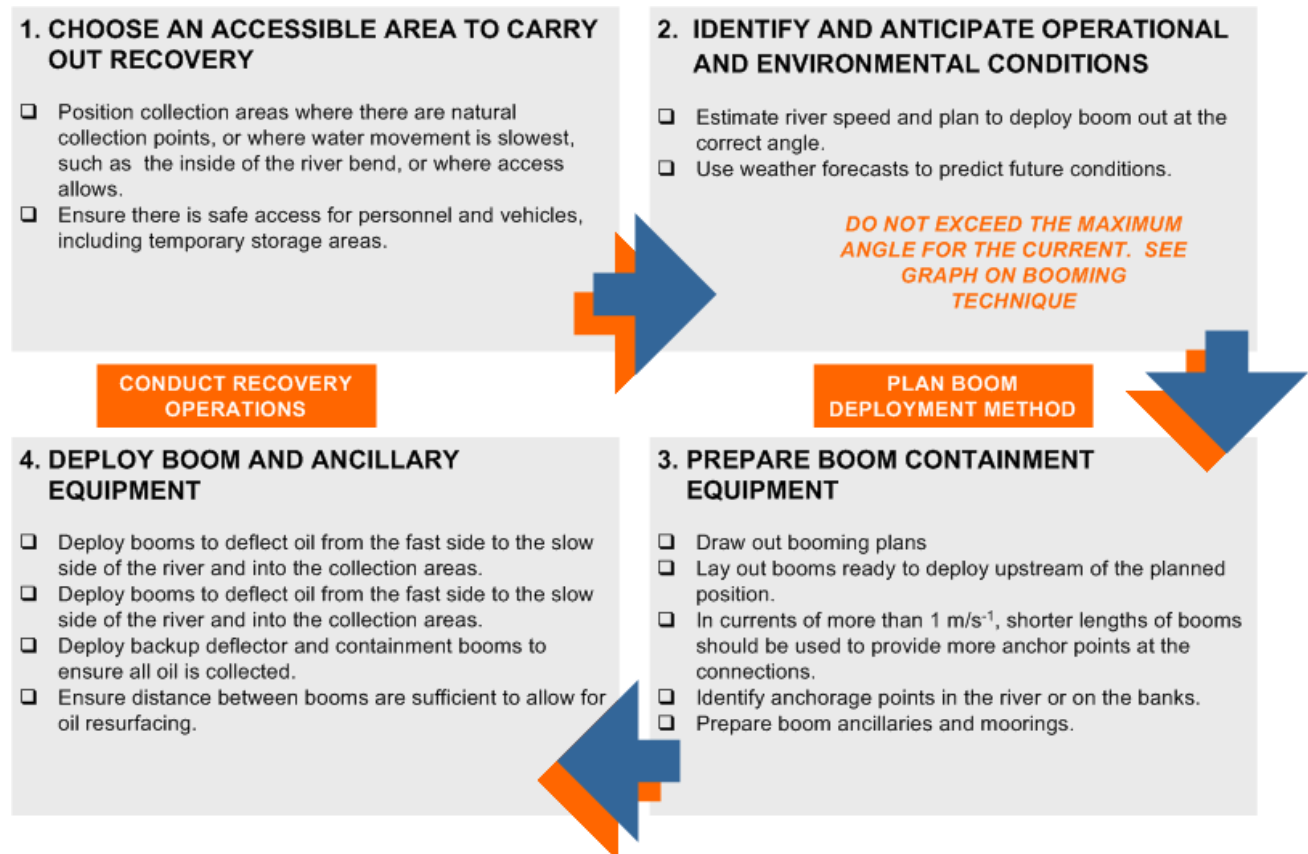 1. CHOOSE AN ACCESSIBLE AREA TO CARRY
OUT RECOVERY
❑ Position collection areas where there are natural
collection points, or where water movement is slowest,
such as the inside of the river bend, or where access
allows.
❑ Ensure there is safe access for personnel and vehicles,
including temporary storage areas.
2. IDENTIFY AND ANTICIPATE OPERATIONAL
AND ENVIRONMENTAL CONDITIONS
❑ Estimate river speed and plan to deploy boom out at the
correct angle.
❑ Use weather forecasts to predict future conditions.
DO NOT EXCEED THE MAXIMUM
ANGLE FOR THE CURRENT. SEE
GRAPH ON BOOMING
TECHNIQUE
CONDUCT RECOVERY
OPERATIONS
PLAN BOOM
DEPLOYMENT METHOD
3. PREPARE BOOM CONTAINMENT
EQUIPMENT
❑ Draw out booming plans
❑ Lay out booms ready to deploy upstream of the planned
position.
❑ In currents of more than 1 m/s⁻¹, shorter lengths of booms
should be used to provide more anchor points at the
connections.
❑ Identify anchorage points in the river or on the banks.
❑ Prepare boom ancillaries and moorings.
4. DEPLOY BOOM AND ANCILLARY
EQUIPMENT
❑ Deploy booms to deflect oil from the fast side to the slow
side of the river and into the collection areas.
❑ Deploy booms to deflect oil from the fast side to the slow
side of the river and into the collection areas.
❑ Deploy backup deflector and containment booms to
ensure all oil is collected.
❑ Ensure distance between booms are sufficient to allow for
oil resurfacing.